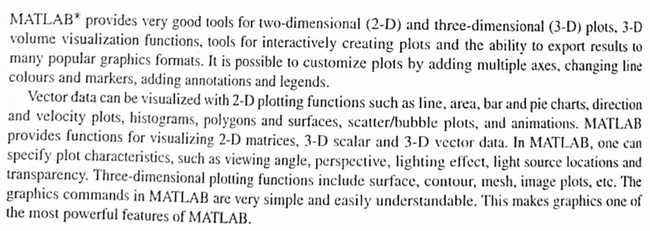 MATLAB* provides very good tools for two-dimensional (2-D) and three-dimensional (3-D) plots, 3-D
volume visualization functions, tools for interactively creating plots and the ability to export results to
many popular graphics formats. It is possible to customize plots by adding multiple axes, changing line
colours and markers, adding annotations and legends.
Vector data can be visualized with 2-D plotting functions such as line, area, bar and pie charts, direction
and velocity plots, histograms, polygons and surfaces, scatter/bubble plots, and animations. MATLAB
provides functions for visualizing 2-D matrices, 3-D scalar and 3-D vector data. In MATLAB, one can
specify plot characteristics, such as viewing angle, perspective, lighting effect, light source locations and
transparency. Three-dimensional plotting functions include surface, contour, mesh, image plots, etc. The
graphics commands in MATLAB are very simple and easily understandable. This makes graphics one of
the most powerful features of MATLAB.